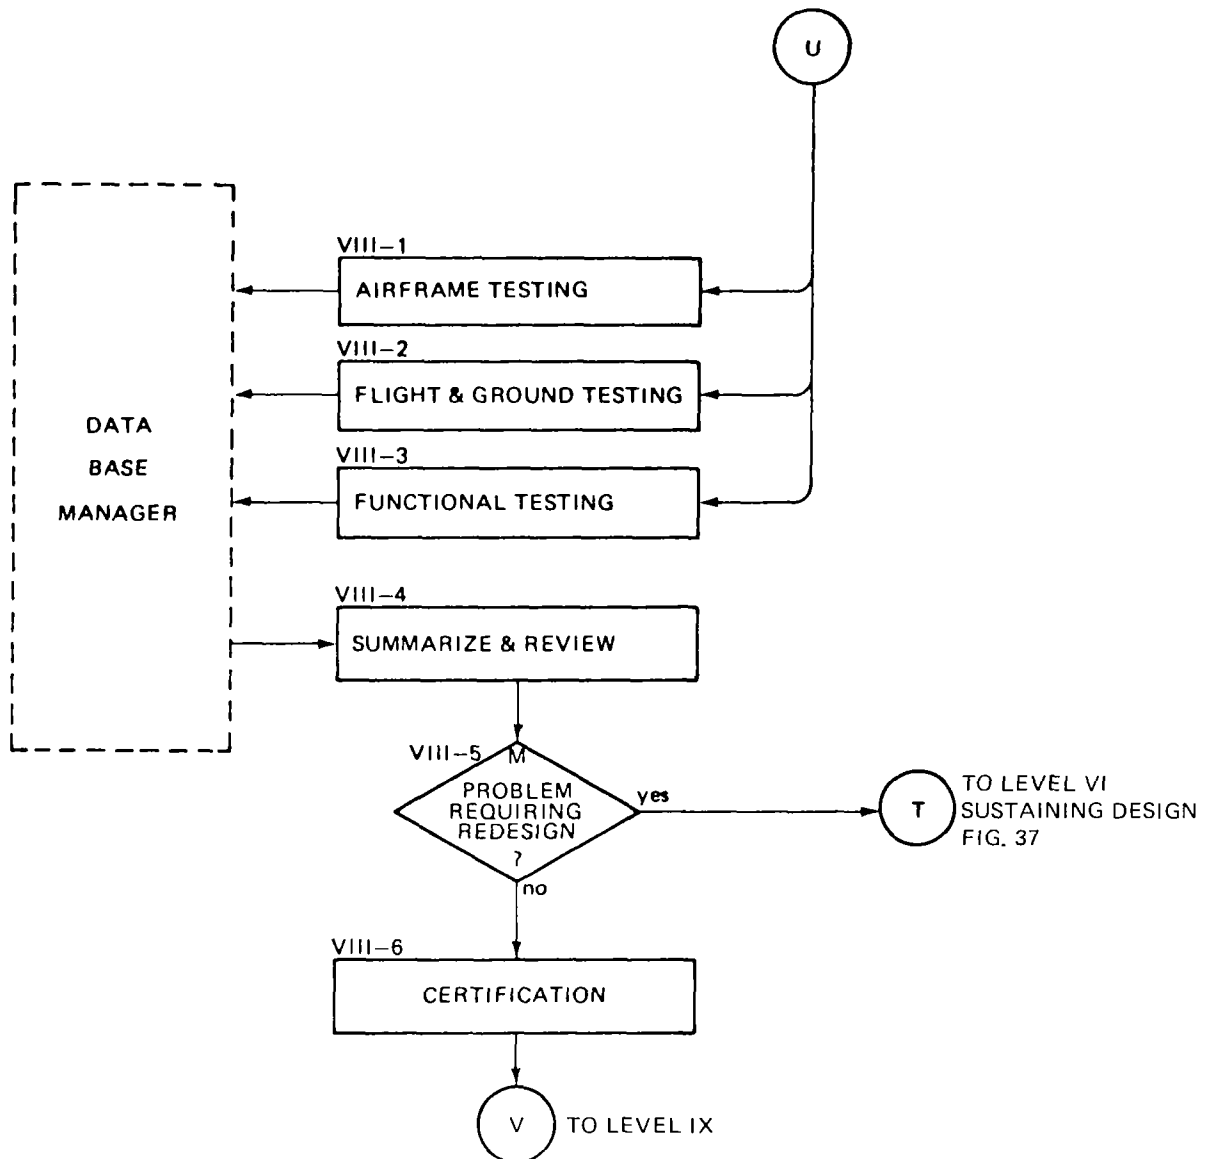 U
VIII–1
AIRFRAME TESTING
VIII–2
FLIGHT & GROUND TESTING
VIII–3
FUNCTIONAL TESTING
DATA
BASE
MANAGER
VIII–4
SUMMARIZE & REVIEW
VIII–5
M
PROBLEM
REQUIRING
REDESIGN
?
yes
T
TO LEVEL VI
SUSTAINING DESIGN
FIG. 37
no
VIII–6
CERTIFICATION
V
TO LEVEL IX